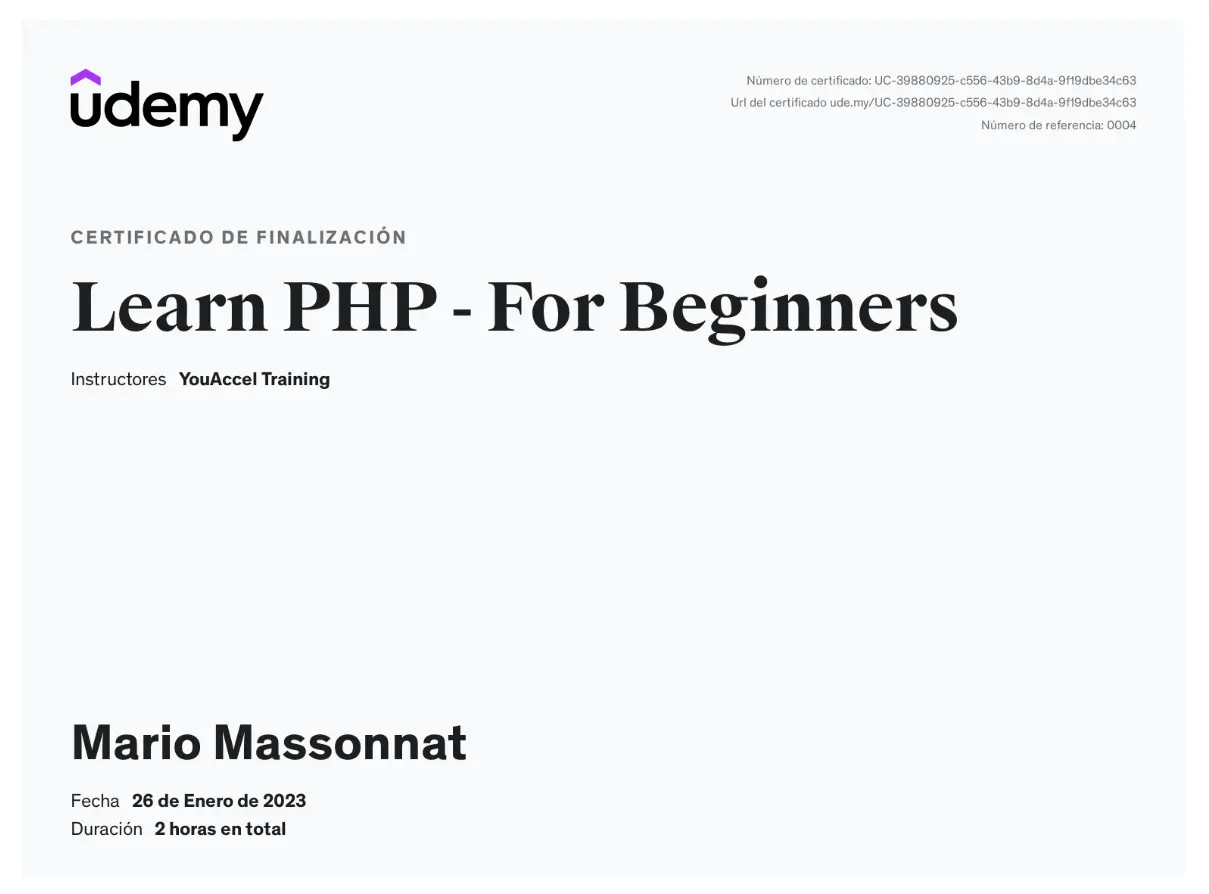 udemy
Número de certificado: UC-39880925-c556-43b9-8d4a-9f19dbe34c63
Url del certificado ude.my/UC-39880925-c556-43b9-8d4a-9f19dbe34c63
Número de referencia: 0004
CERTIFICADO DE FINALIZACIÓN
Learn PHP - For Beginners
Instructores YouAccel Training
Mario Massonnat
Fecha 26 de Enero de 2023
Duración 2 horas en total